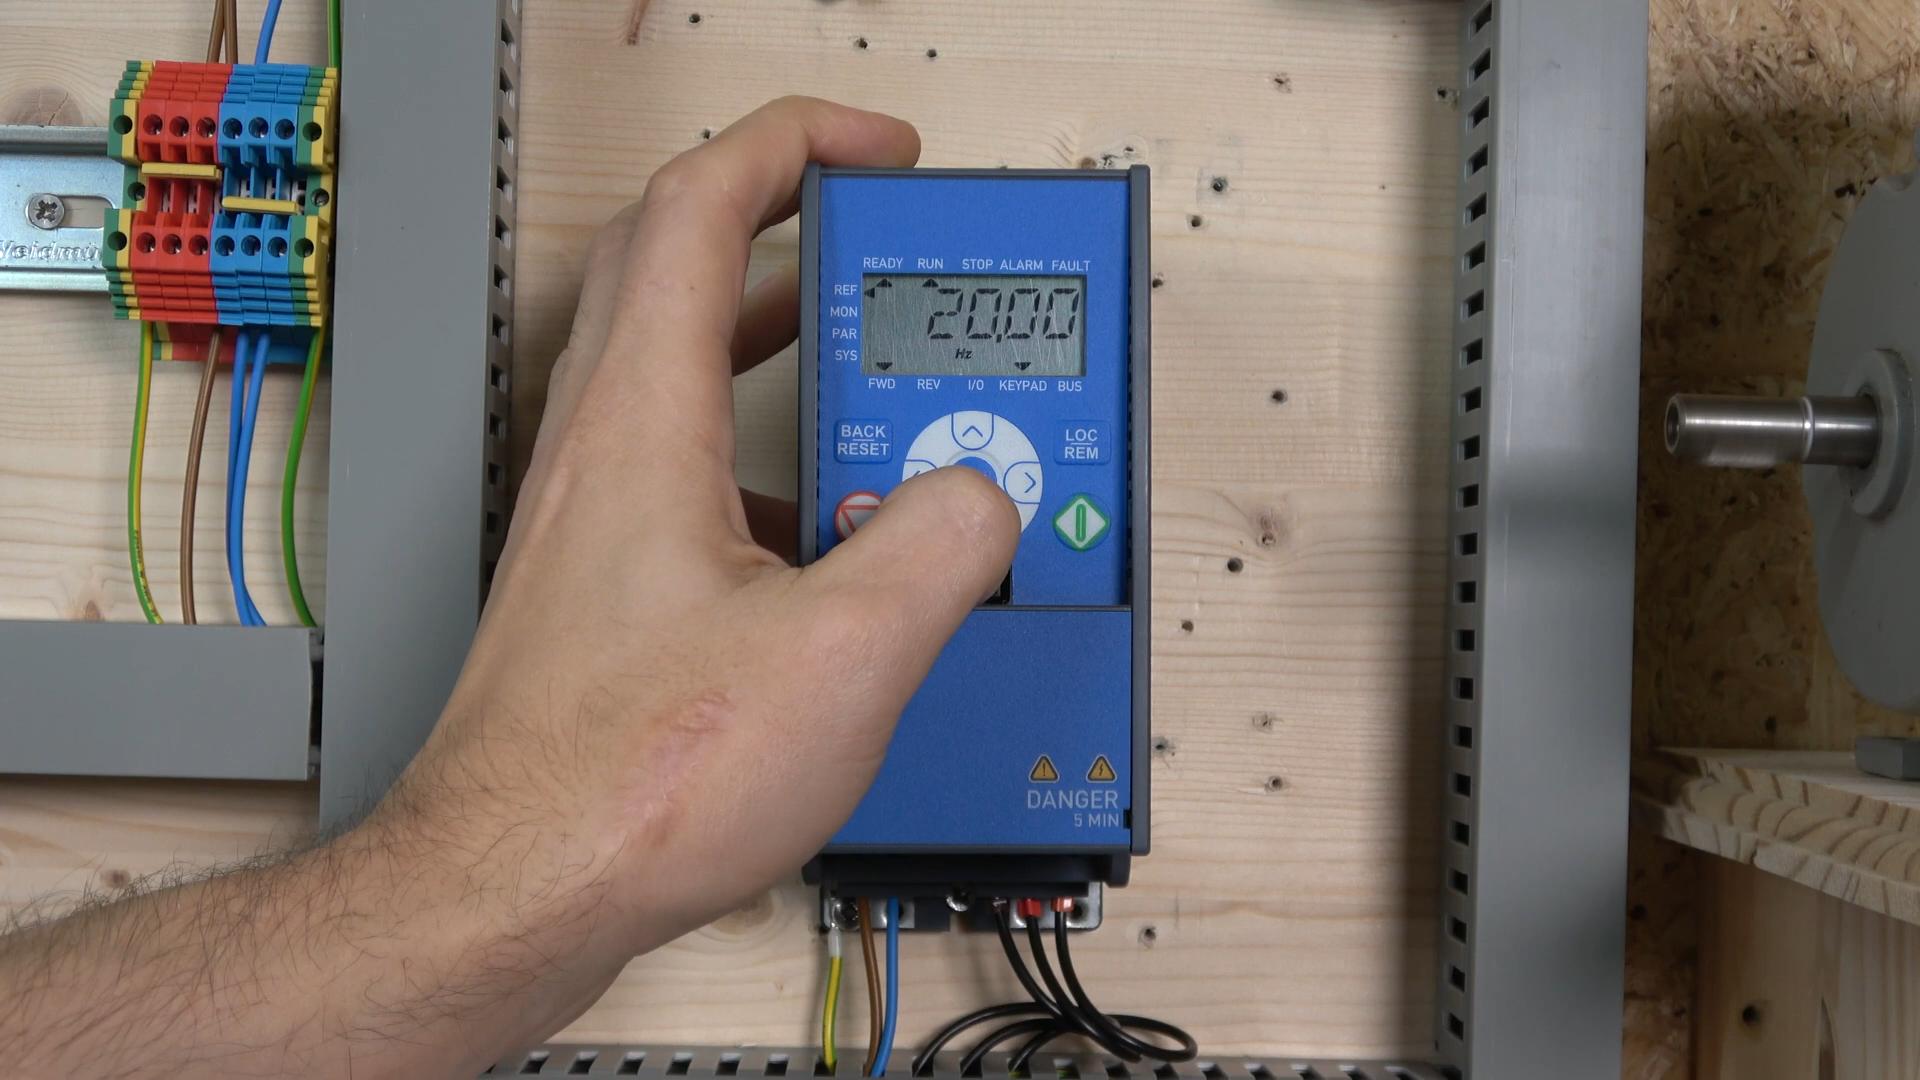 READY RUN STOP ALARM FAULT
REF
MON
PAR
SYS
20.00
Hz
FWD REV I/O KEYPAD BUS
BACK
RESET
LOC
REM
DANGER
5 MIN